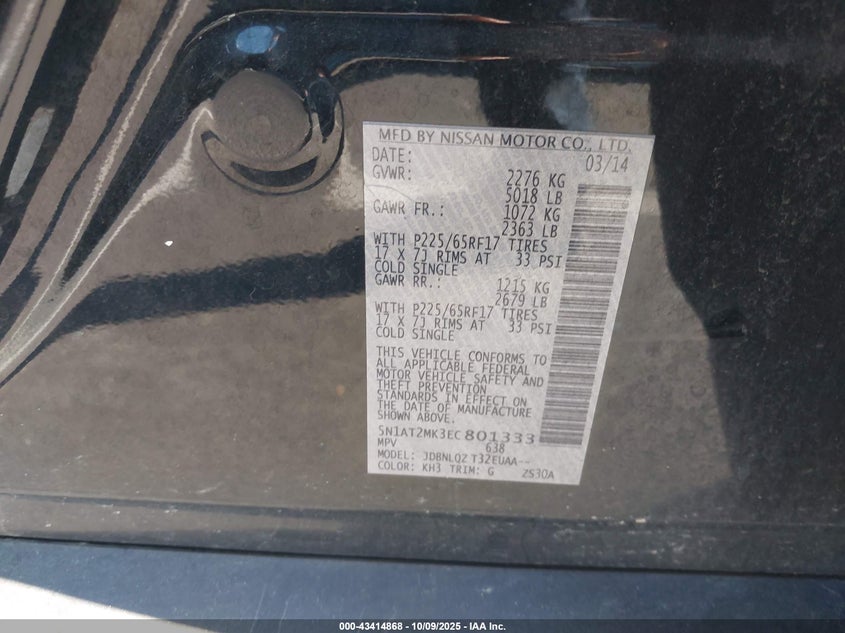 MFD BY NISSAN MOTOR CO., LTD.
DATE: 03/14
GVWR: 2276 KG
5018 LB
GAWR FR.: 1072 KG
2363 LB
WITH P225/65RF17 TIRES
17 X 7J RIMS AT 33 PSI
COLD SINGLE
GAWR RR.: 1215 KG
2679 LB
WITH P225/65RF17 TIRES
17 X 7J RIMS AT 33 PSI
COLD SINGLE
THIS VEHICLE CONFORMS TO
ALL APPLICABLE FEDERAL
MOTOR VEHICLE SAFETY AND
THEFT PREVENTION
STANDARDS IN EFFECT ON
THE DATE OF MANUFACTURE
SHOWN ABOVE.
5N1AT2MK3EC801333
MPV 638
MODEL: JDBNLQZ T32EUAA--
COLOR: KH3 TRIM: G ZS30A
000-43414868 - 10/09/2025 - IAA Inc.